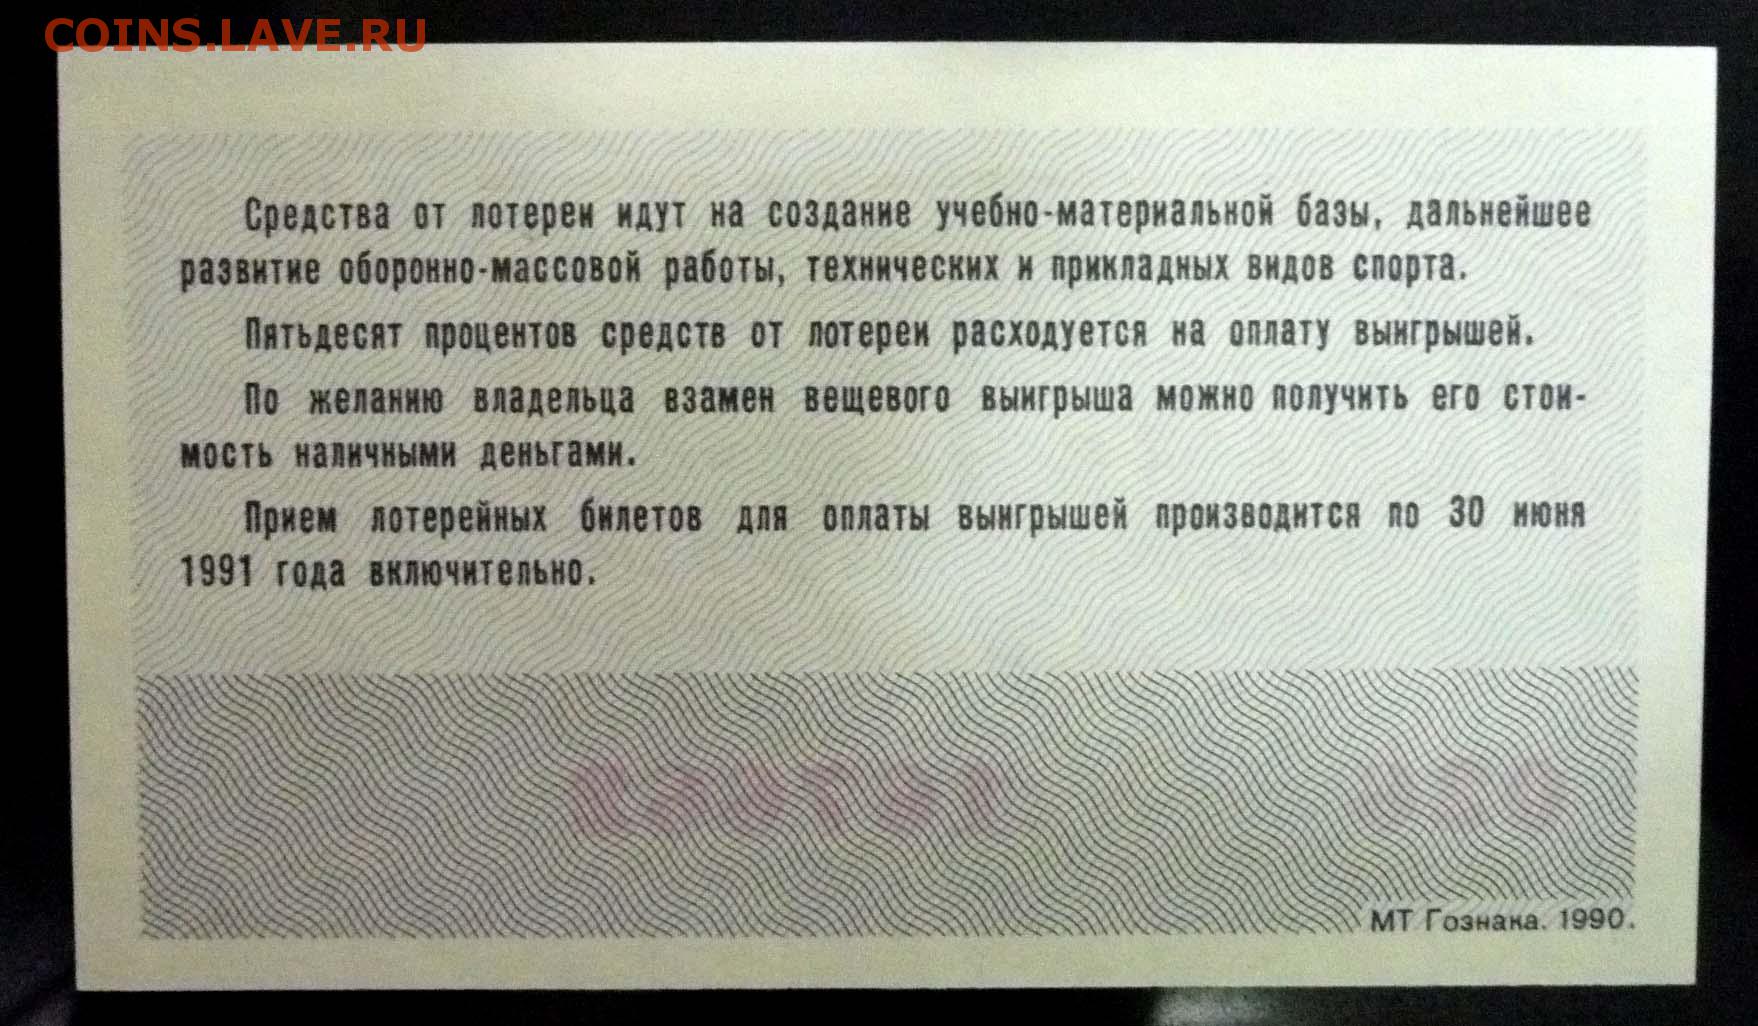 COINS.LAVE.RU
Средства от лотереи идут на создание учебно-материальной базы, дальнейшее
развитие оборонно-массовой работы, технических и прикладных видов спорта.
Пятьдесят процентов средств от лотереи расходуется на оплату выигрышей.
По желанию владельца взамен вещевого выигрыша можно получить его стои-
мость наличными деньгами.
Прием лотерейных билетов для оплаты выигрышей производится по 30 июня
1991 года включительно.
МТ Гознака. 1990.